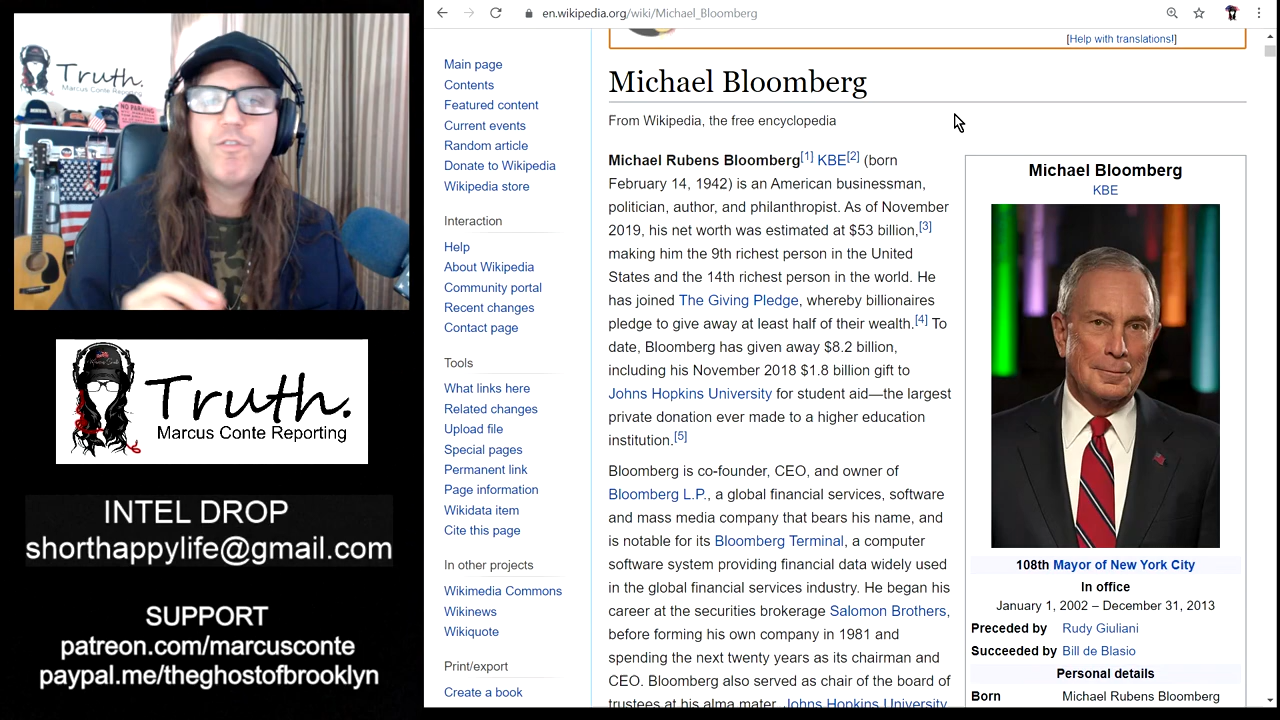 Truth.
Marcus Conte Reporting
NO PARKING
Truth.
Marcus Conte Reporting
INTEL DROP
shorthappylife@gmail.com
SUPPORT
patreon.com/marcusconte
paypal.me/theghostofbrooklyn
en.wikipedia.org/wiki/Michael_Bloomberg
[Help with translations!]
Main page
Contents
Featured content
Current events
Random article
Donate to Wikipedia
Wikipedia store
Interaction
Help
About Wikipedia
Community portal
Recent changes
Contact page
Tools
What links here
Related changes
Upload file
Special pages
Permanent link
Page information
Wikidata item
Cite this page
In other projects
Wikimedia Commons
Wikinews
Wikiquote
Print/export
Create a book
Michael Bloomberg
From Wikipedia, the free encyclopedia
Michael Rubens Bloomberg[1] KBE[2] (born
February 14, 1942) is an American businessman,
politician, author, and philanthropist. As of November
2019, his net worth was estimated at $53 billion,[3]
making him the 9th richest person in the United
States and the 14th richest person in the world. He
has joined The Giving Pledge, whereby billionaires
pledge to give away at least half of their wealth.[4] To
date, Bloomberg has given away $8.2 billion,
including his November 2018 $1.8 billion gift to
Johns Hopkins University for student aid—the largest
private donation ever made to a higher education
institution.[5]
Bloomberg is co-founder, CEO, and owner of
Bloomberg L.P., a global financial services, software
and mass media company that bears his name, and
is notable for its Bloomberg Terminal, a computer
software system providing financial data widely used
in the global financial services industry. He began his
career at the securities brokerage Salomon Brothers,
before forming his own company in 1981 and
spending the next twenty years as its chairman and
CEO. Bloomberg also served as chair of the board of
trustees at his alma mater, Johns Hopkins University,
Michael Bloomberg
KBE
108th Mayor of New York City
In office
January 1, 2002 – December 31, 2013
Preceded by Rudy Giuliani
Succeeded by Bill de Blasio
Personal details
Born Michael Rubens Bloomberg